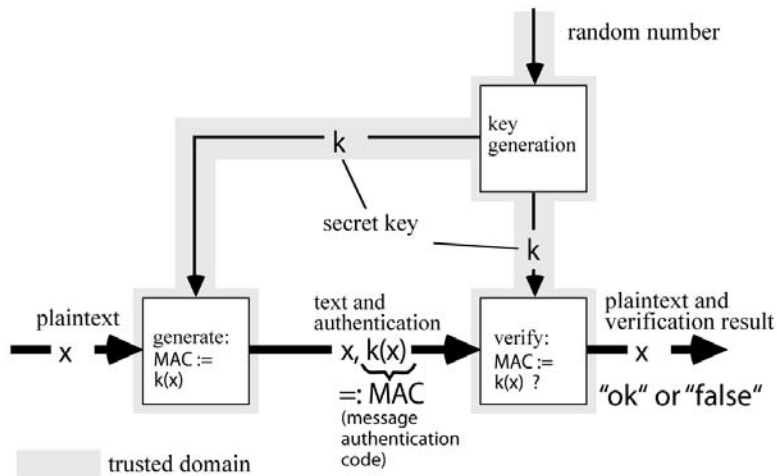 random number
key
generation
k
secret key
k
plaintext
x
generate:
MAC :=
k(x)
text and
authentication
x, k(x)
=: MAC
(message
authentication
code)
verify:
MAC :=
k(x) ?
plaintext and
verification result
x
"ok" or "false"
trusted domain